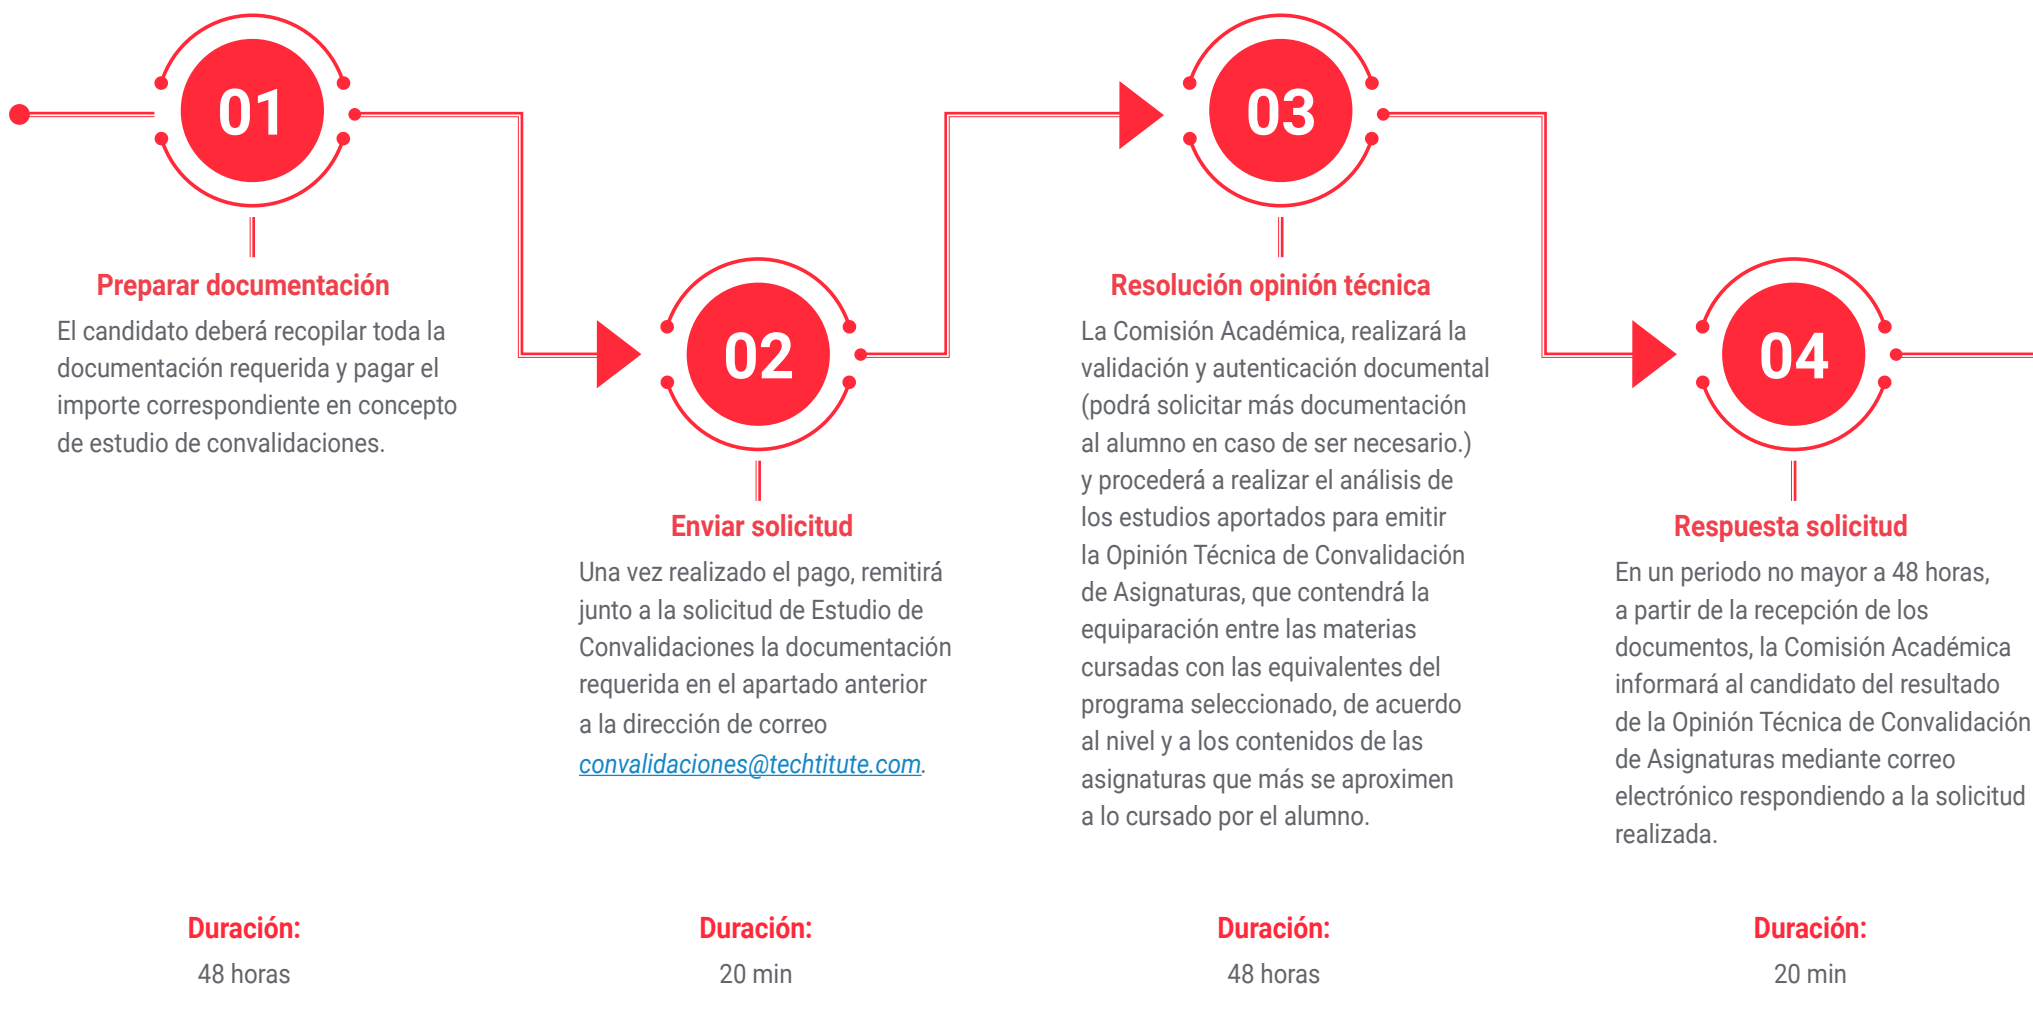 01
Preparar documentación
El candidato deberá recopilar toda la
documentación requerida y pagar el
importe correspondiente en concepto
de estudio de convalidaciones.
Duración:
48 horas
02
Enviar solicitud
Una vez realizado el pago, remitirá
junto a la solicitud de Estudio de
Convalidaciones la documentación
requerida en el apartado anterior
a la dirección de correo
convalidaciones@techtitute.com.
Duración:
20 min
03
Resolución opinión técnica
La Comisión Académica, realizará la
validación y autenticación documental
(podrá solicitar más documentación
al alumno en caso de ser necesario.)
y procederá a realizar el análisis de
los estudios aportados para emitir
la Opinión Técnica de Convalidación
de Asignaturas, que contendrá la
equiparación entre las materias
cursadas con las equivalentes del
programa seleccionado, de acuerdo
al nivel y a los contenidos de las
asignaturas que más se aproximen
a lo cursado por el alumno.
Duración:
48 horas
04
Respuesta solicitud
En un periodo no mayor a 48 horas,
a partir de la recepción de los
documentos, la Comisión Académica
informará al candidato del resultado
de la Opinión Técnica de Convalidación
de Asignaturas mediante correo
electrónico respondiendo a la solicitud
realizada.
Duración:
20 min